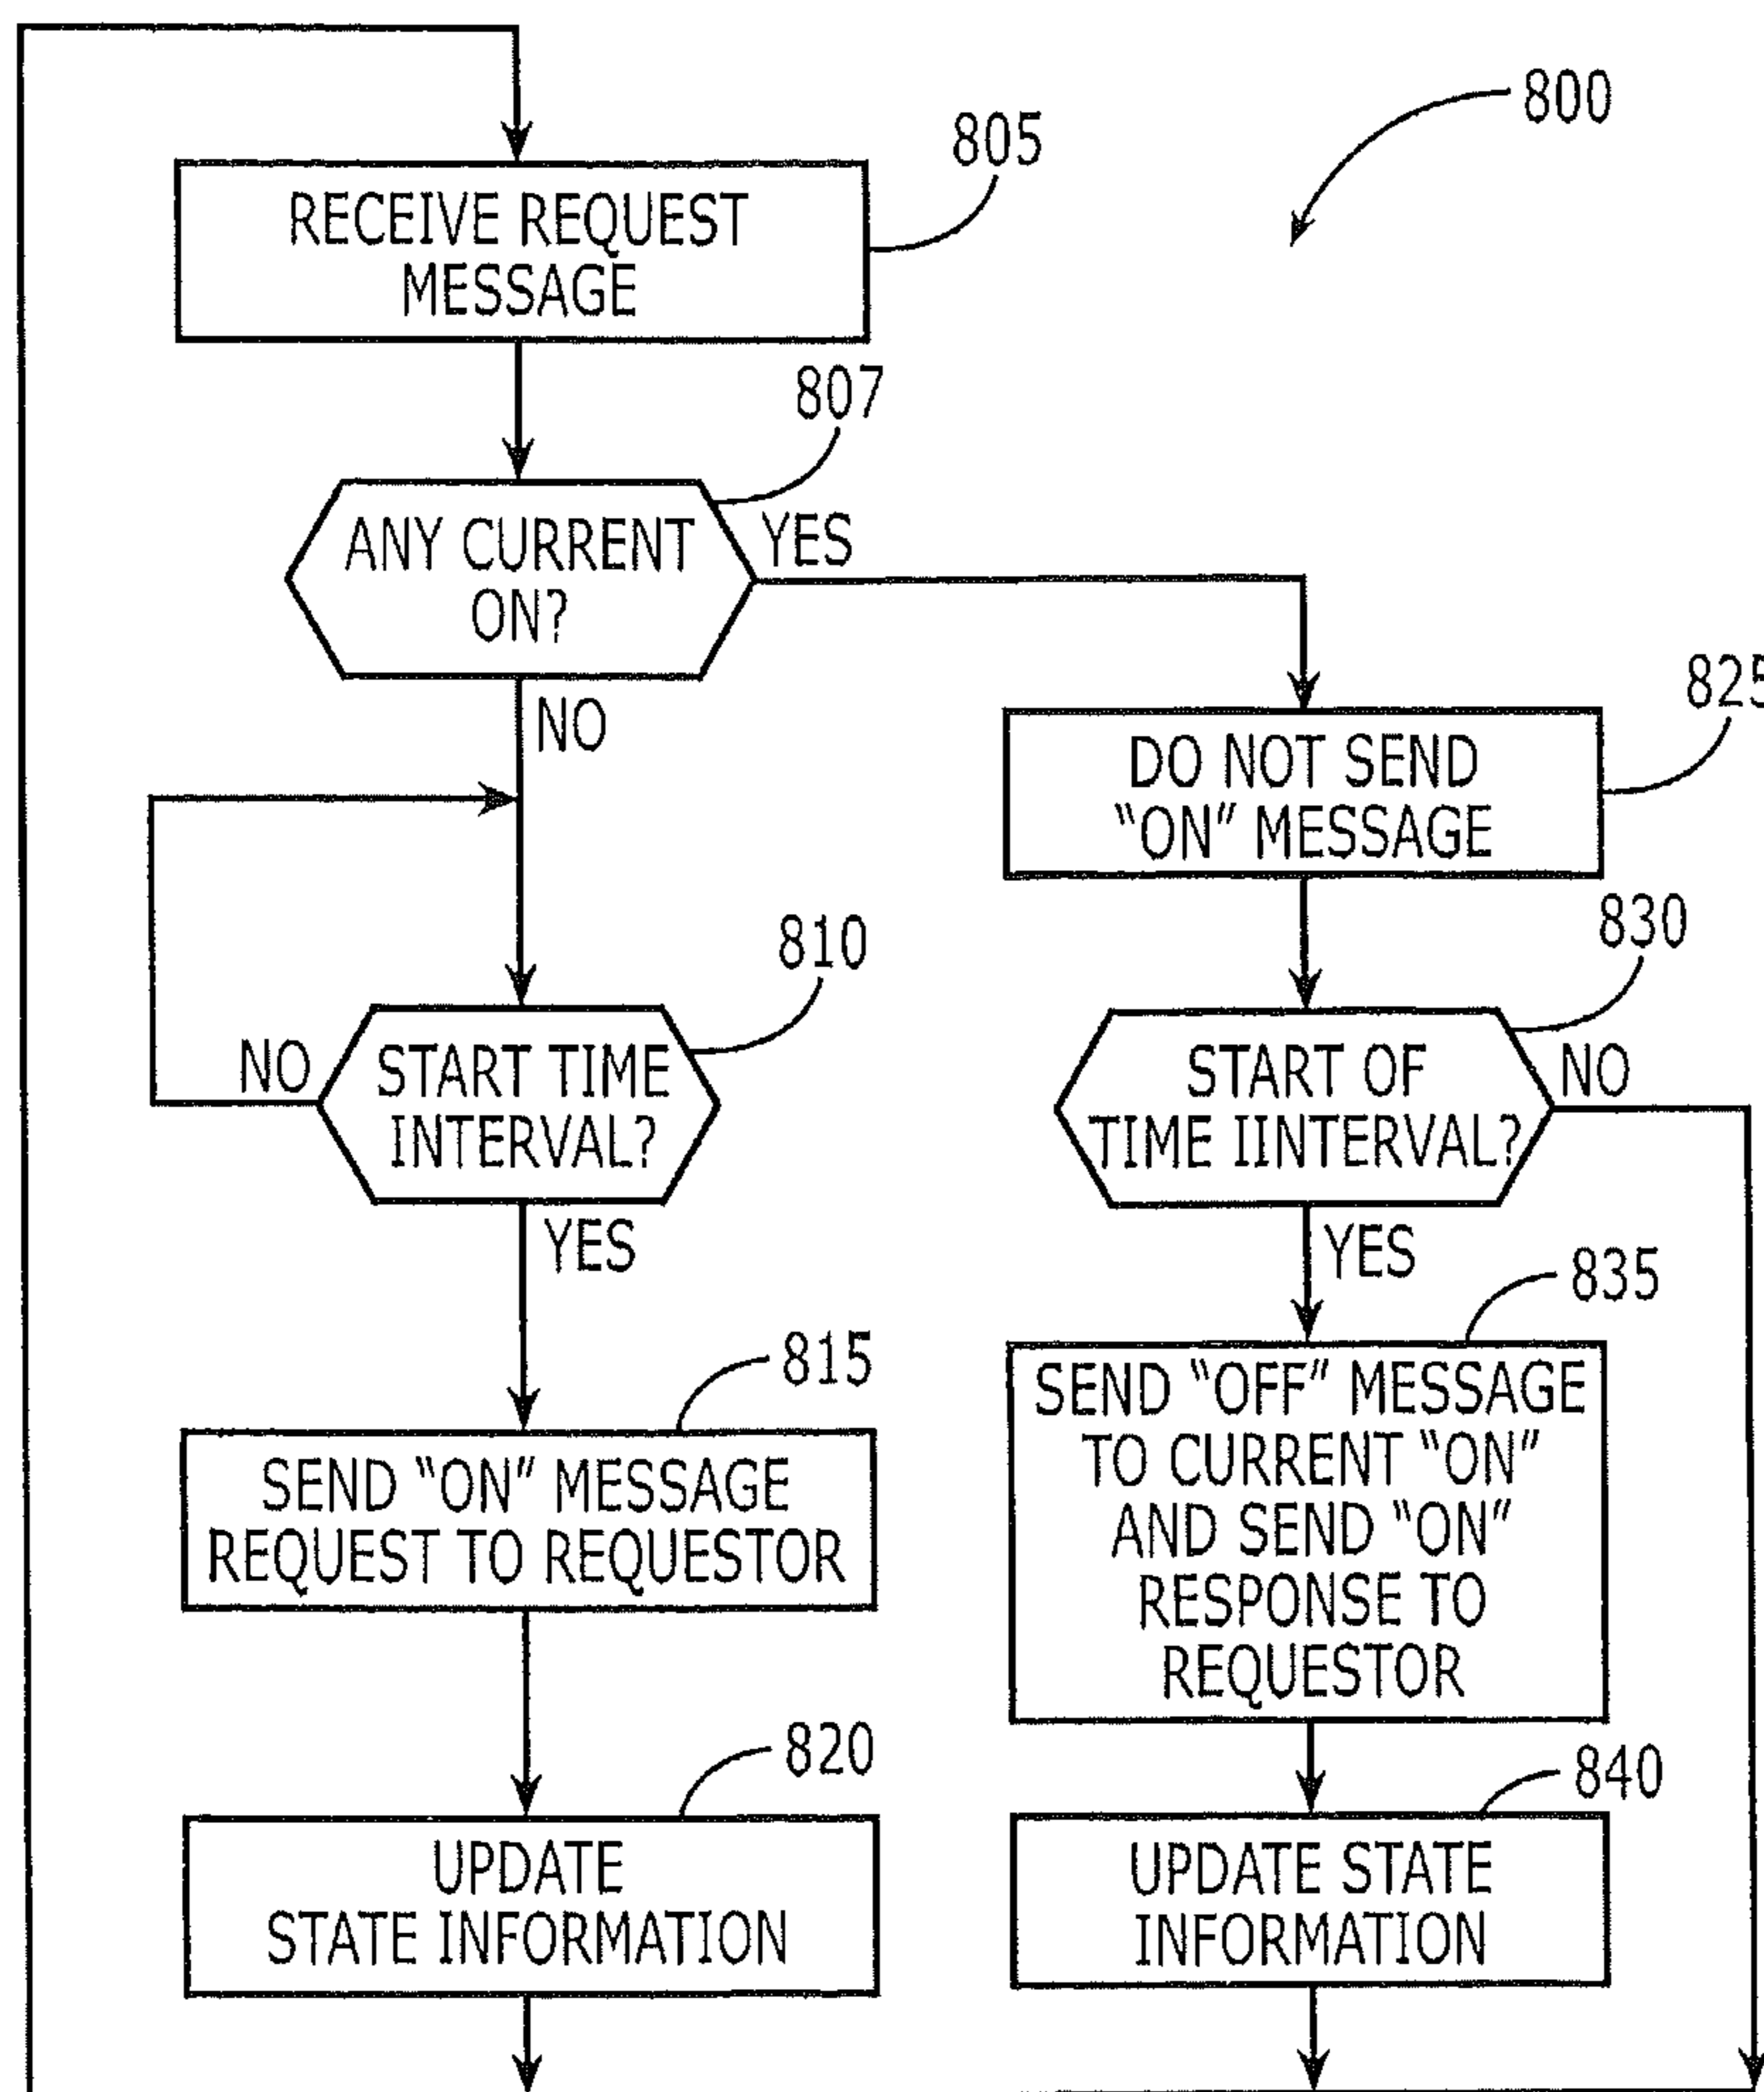 800
805
RECEIVE REQUEST
MESSAGE
807
ANY CURRENT
ON?
YES
NO
825
DO NOT SEND
“ON” MESSAGE
810
START TIME
INTERVAL?
NO
YES
830
START OF
TIME IINTERVAL?
NO
YES
815
SEND “ON” MESSAGE
REQUEST TO REQUESTOR
835
SEND “OFF” MESSAGE
TO CURRENT “ON”
AND SEND “ON”
RESPONSE TO
REQUESTOR
820
UPDATE
STATE INFORMATION
840
UPDATE STATE
INFORMATION